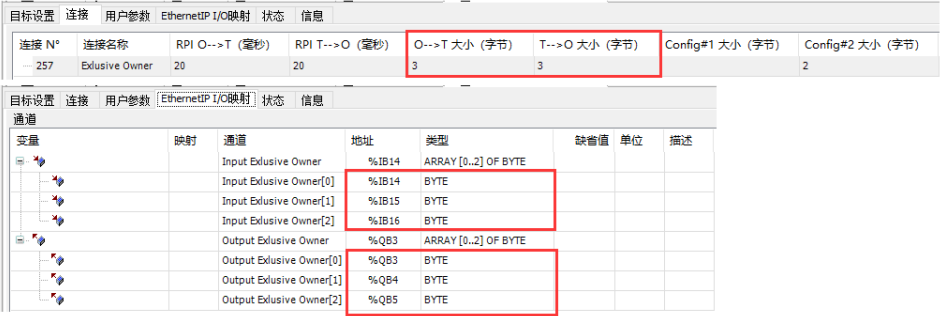 目标设置 连接 用户参数 EthernetIP I/O映射 状态 信息
连接 N° 连接名称 RPI O-->T (毫秒) RPI T-->O (毫秒) O-->T 大小 (字节) T-->O 大小 (字节) Config#1 大小 (字节) Config#2 大小 (字节)
257 Exlusive Owner 20 20 3 3 2
目标设置 连接 用户参数 EthernetIP I/O映射 状态 信息
通道
变量 映射 通道 地址 类型 缺省值 单位 描述
Input Exlusive Owner %IB14 ARRAY [0..2] OF BYTE
Input Exlusive Owner[0] %IB14 BYTE
Input Exlusive Owner[1] %IB15 BYTE
Input Exlusive Owner[2] %IB16 BYTE
Output Exlusive Owner %QB3 ARRAY [0..2] OF BYTE
Output Exlusive Owner[0] %QB3 BYTE
Output Exlusive Owner[1] %QB4 BYTE
Output Exlusive Owner[2] %QB5 BYTE